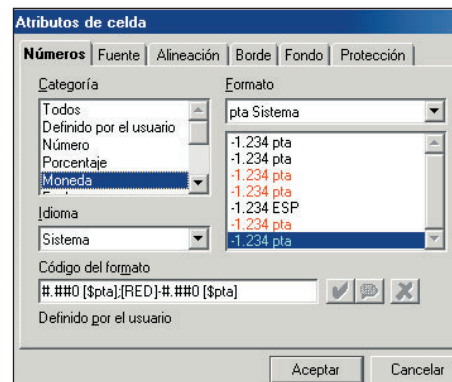 Atributos de celda
Números Fuente Alineación Borde Fondo Protección
Categoría
Todos
Definido por el usuario
Número
Porcentaje
Moneda
Idioma
Sistema
Formato
pta Sistema
-1.234 pta
-1.234 pta
-1.234 pta
-1.234 pta
-1.234 ESP
-1.234 pta
-1.234 pta
Código del formato
#.##0 [$pta];[RED]-#.##0 [$pta]
Definido por el usuario
Aceptar Cancelar